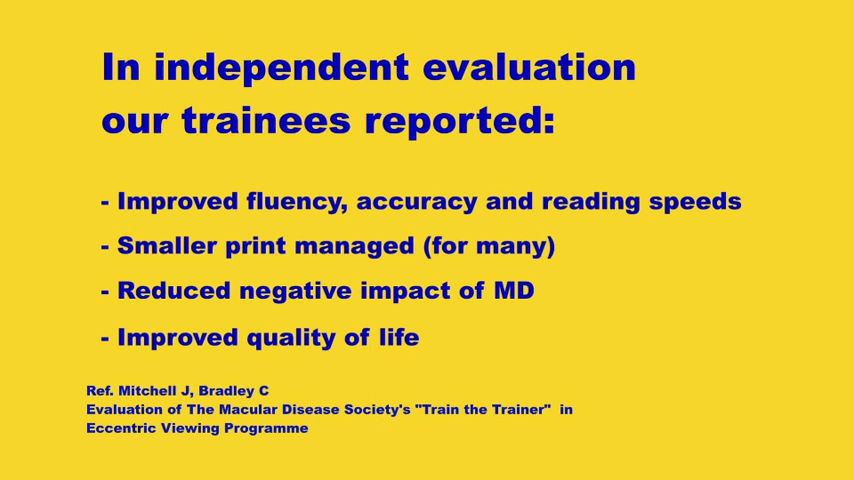 In independent evaluation
our trainees reported:
- Improved fluency, accuracy and reading speeds
- Smaller print managed (for many)
- Reduced negative impact of MD
- Improved quality of life
Ref. Mitchell J, Bradley C
Evaluation of The Macular Disease Society's "Train the Trainer"  in
Eccentric Viewing Programme